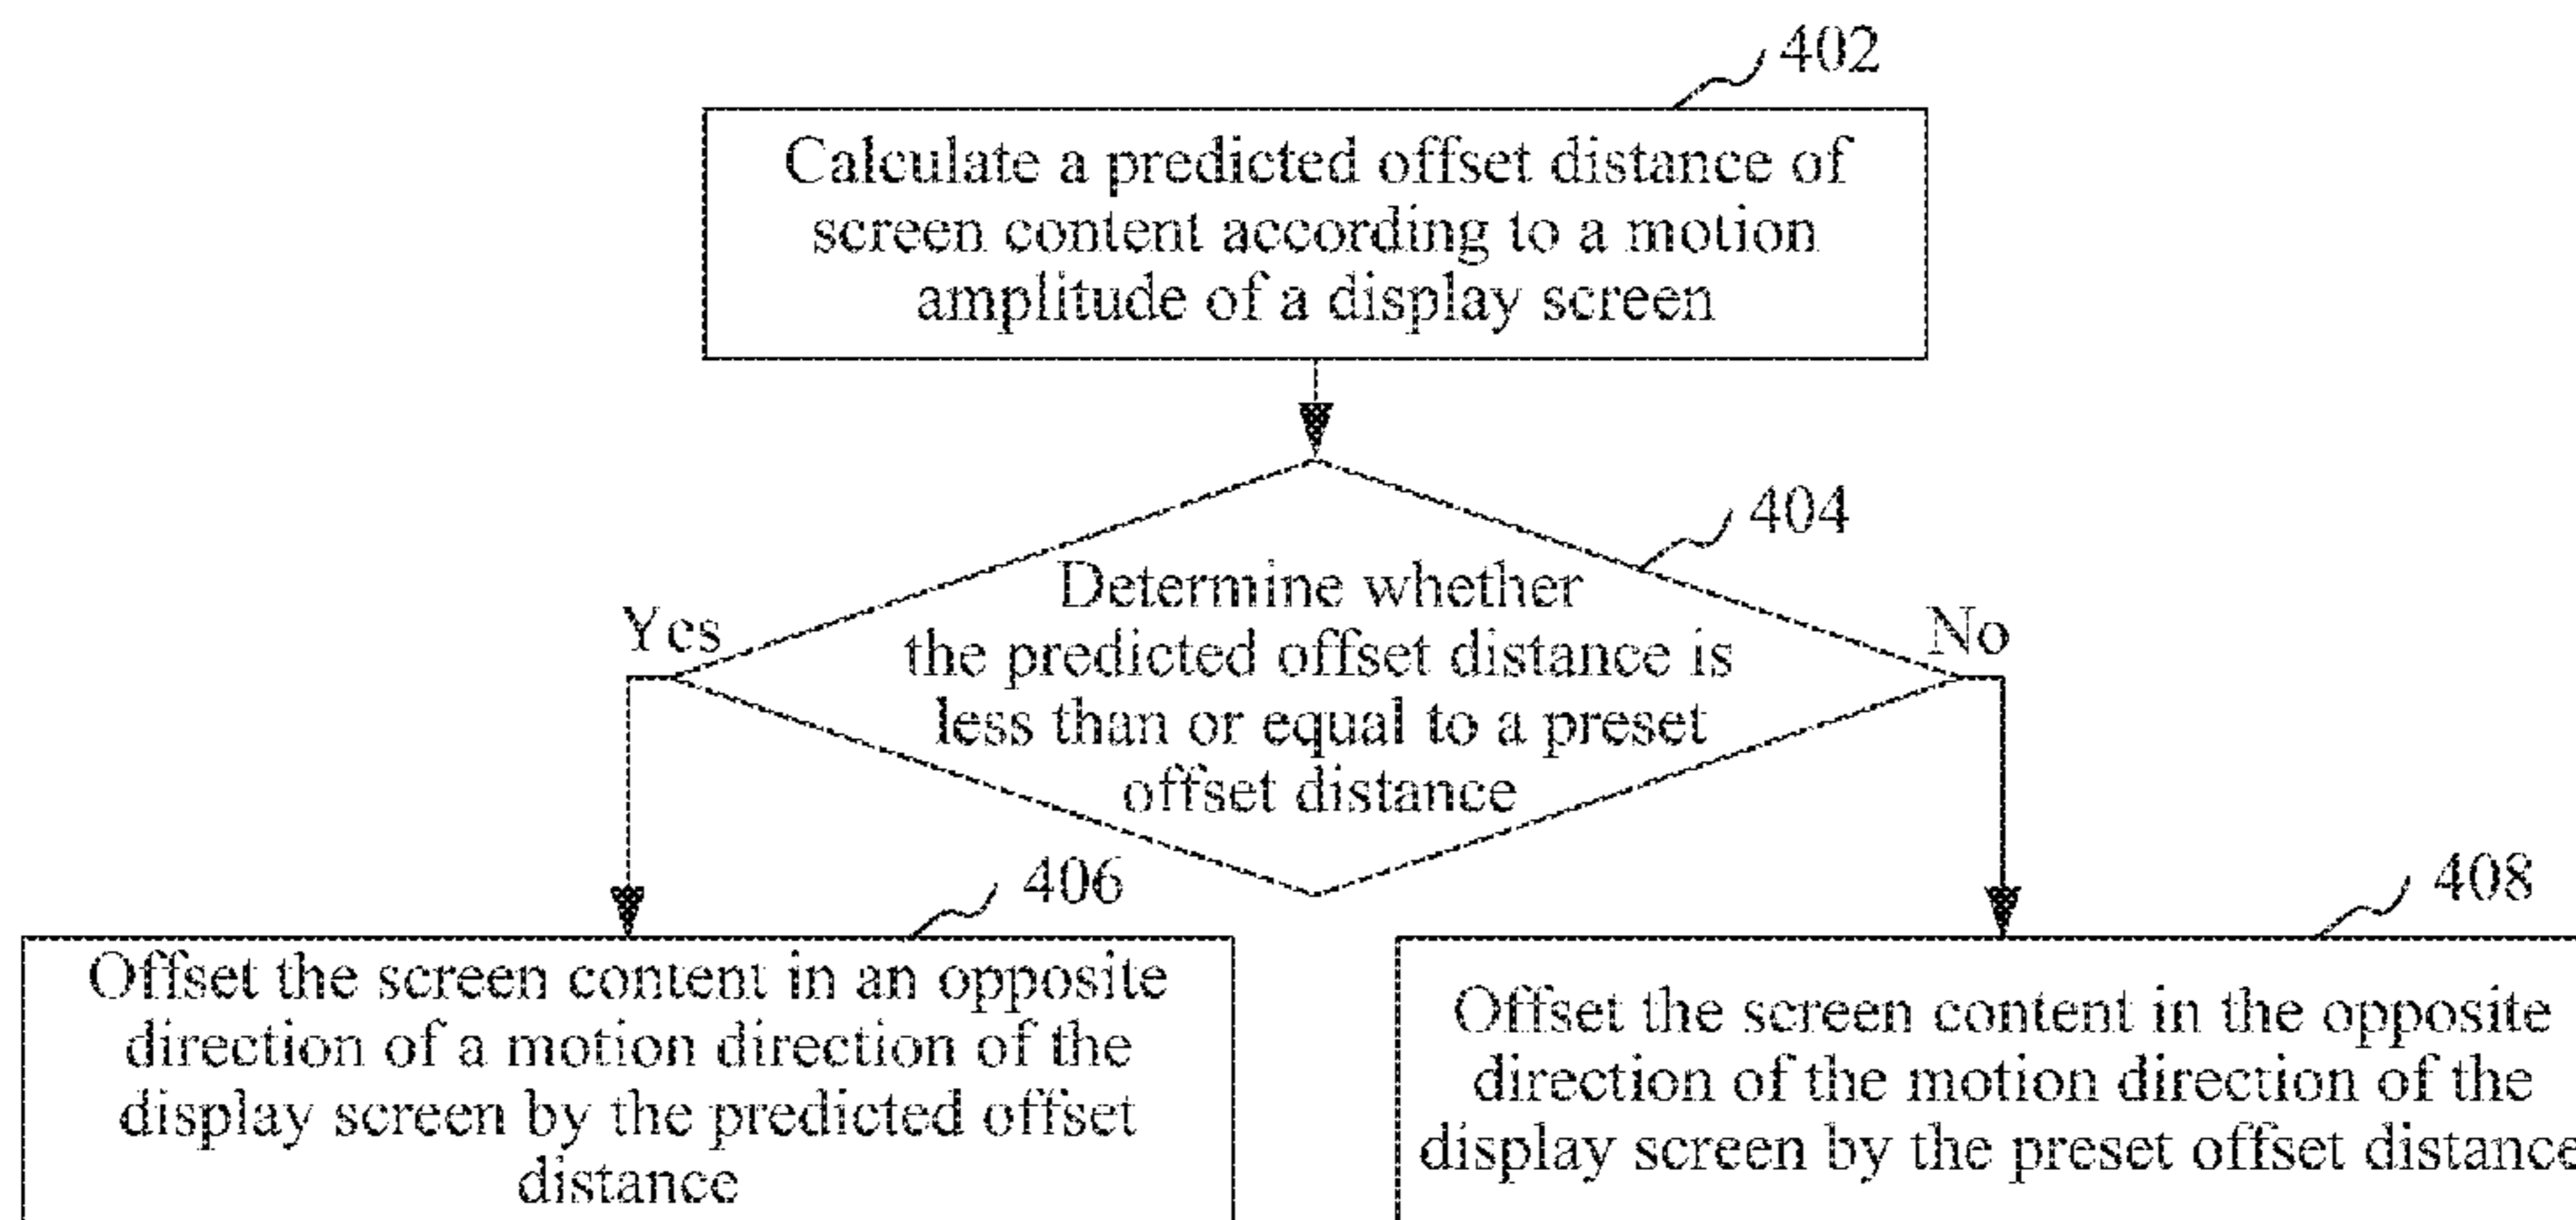 402
Calculate a predicted offset distance of
screen content according to a motion
amplitude of a display screen
404
Determine whether
the predicted offset distance is
less than or equal to a preset
offset distance
Yes
No
406
Offset the screen content in an opposite
direction of a motion direction of the
display screen by the predicted offset
distance
408
Offset the screen content in the opposite
direction of the motion direction of the
display screen by the preset offset distance